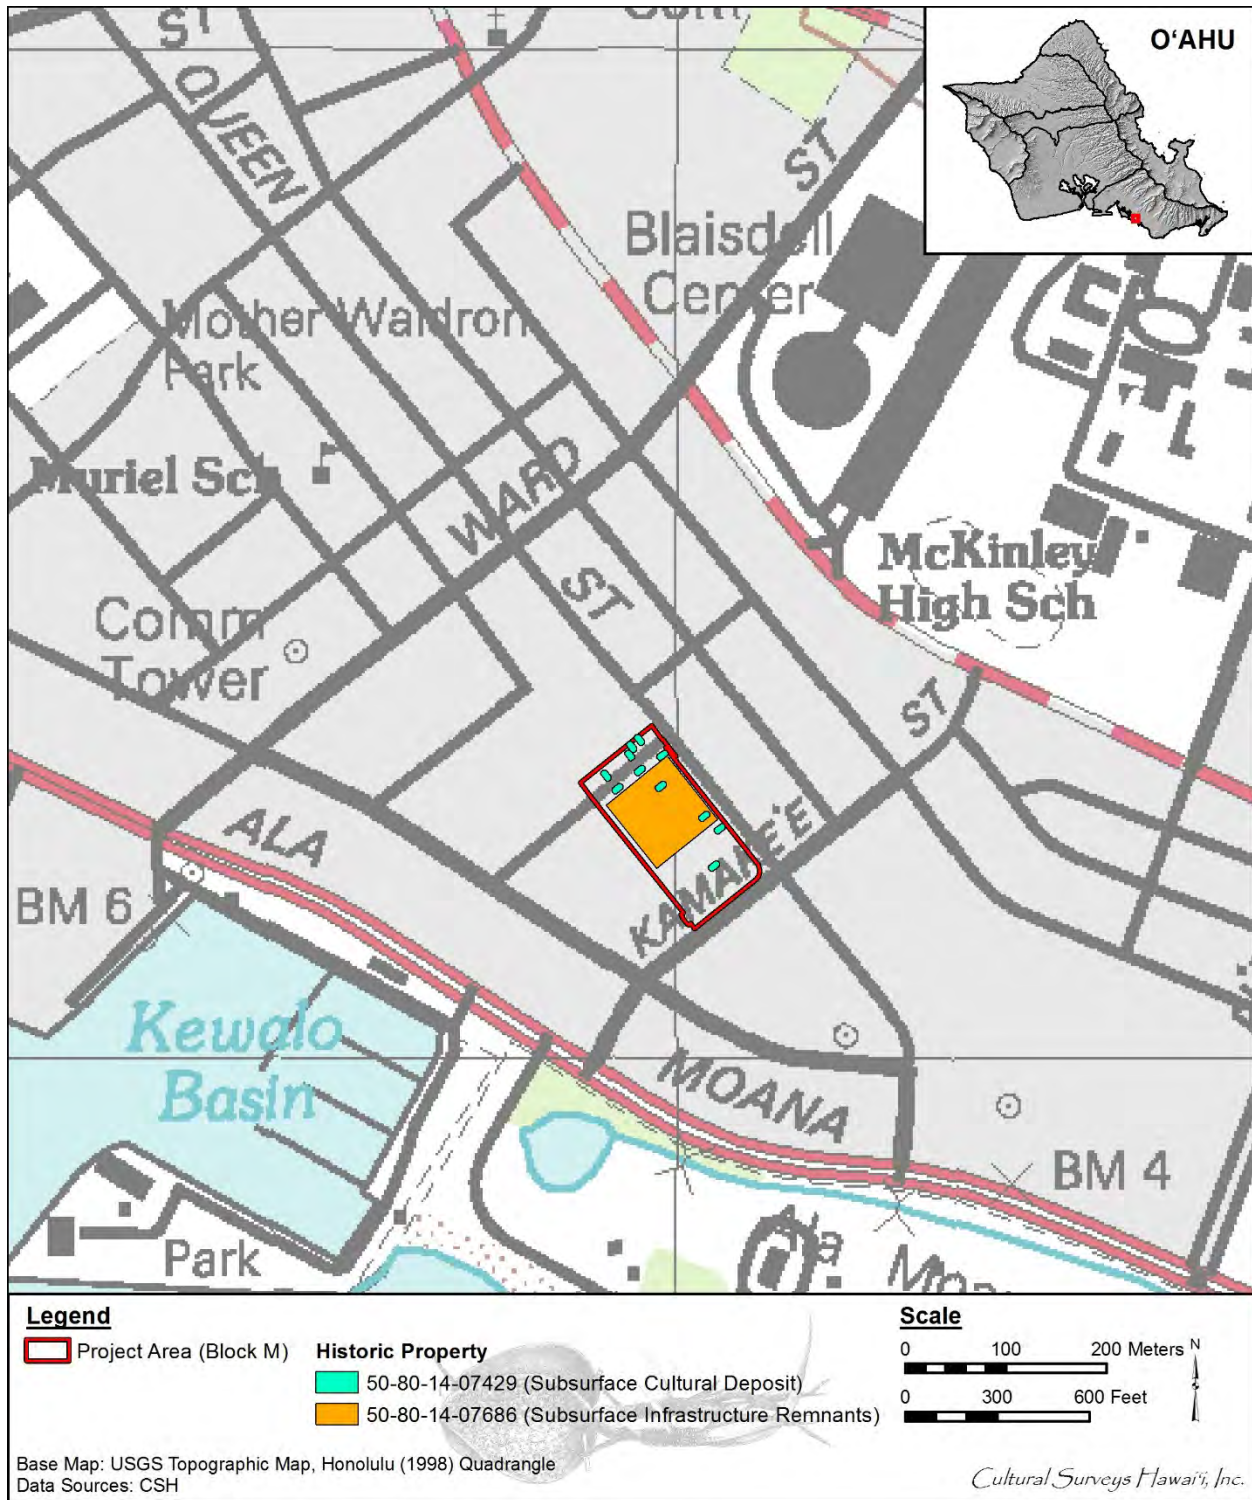 ST
QUEEN
O‘AHU
ST
Blaisdell
Center
Mother Waldron
Park
Muriel Sch
WARD
ST
McKinley
High Sch
Comm
Tower
ST
ALA
KAMAKE‘E
BM 6
Kewalo
Basin
MOANA
BM 4
Park
Ala
Moa
Legend
Project Area (Block M)
Historic Property
50-80-14-07429 (Subsurface Cultural Deposit)
50-80-14-07686 (Subsurface Infrastructure Remnants)
Scale
0 100 200 Meters
N
0 300 600 Feet
Base Map: USGS Topographic Map, Honolulu (1998) Quadrangle
Data Sources: CSH
Cultural Surveys Hawai‘i, Inc.